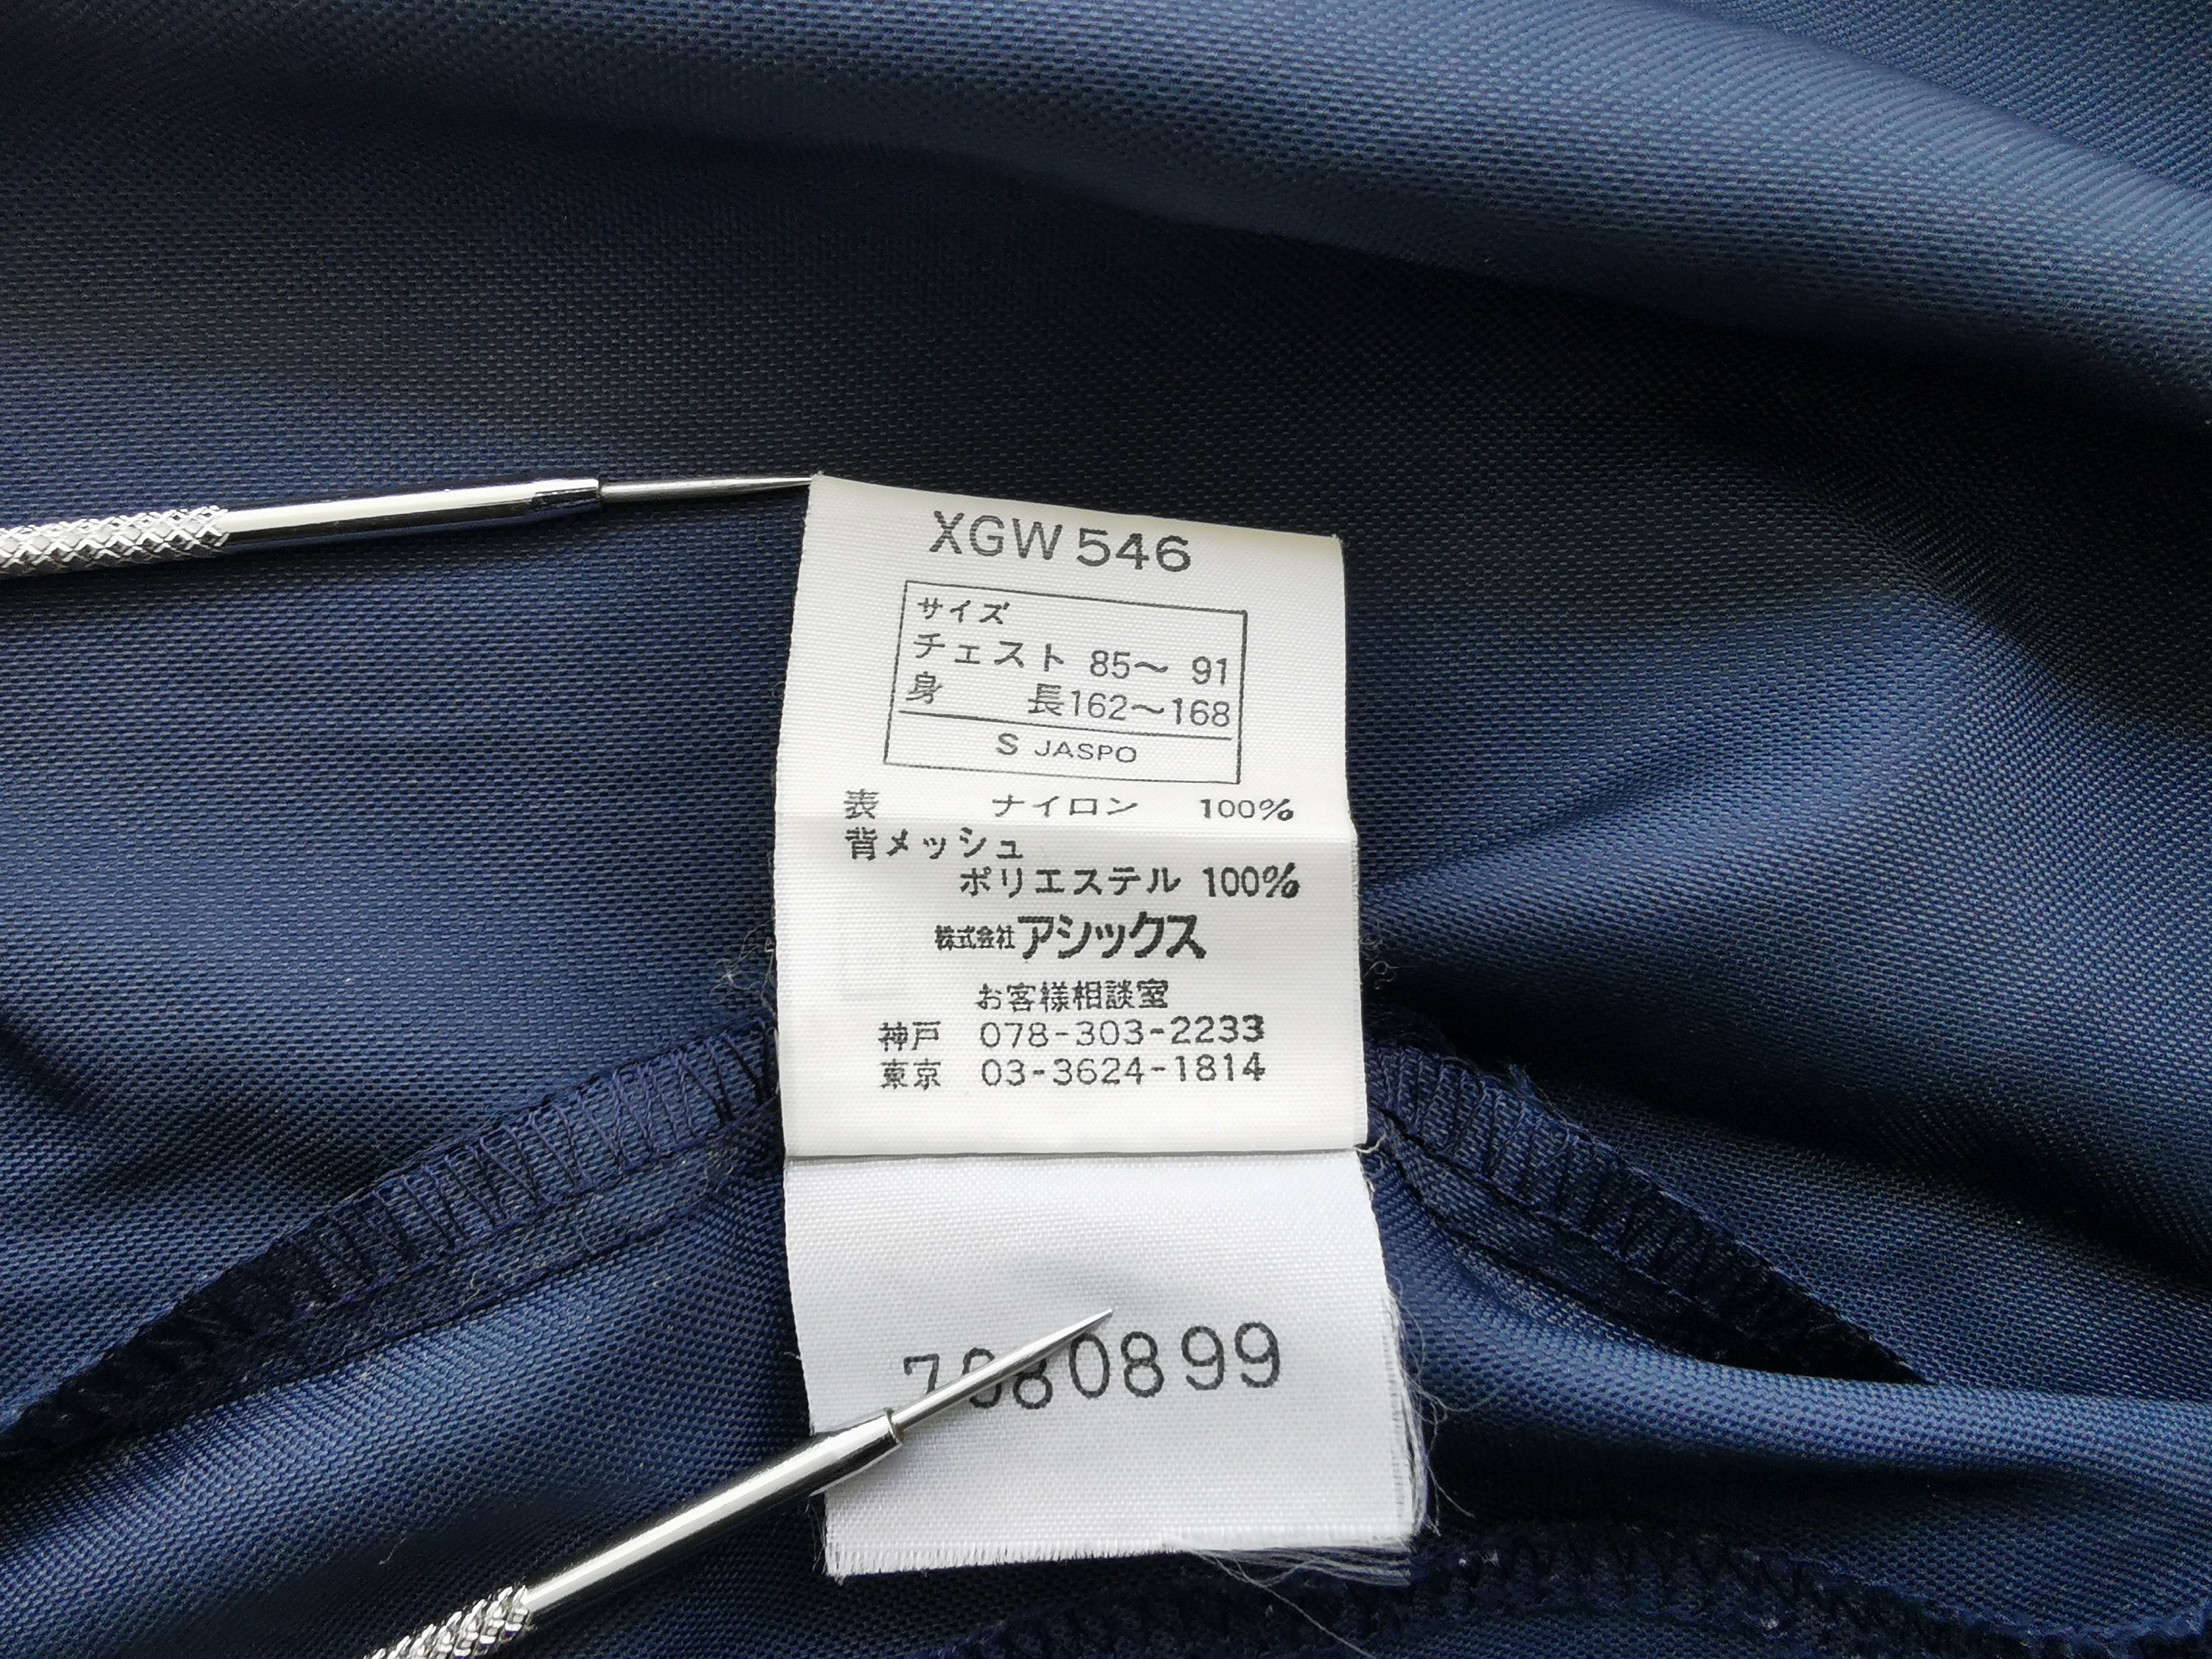 XGW546
サイズ
チェスト 85〜 91
身 長162〜168
S JASPO
表 ナイロン 100%
背メッシュ
ポリエステル 100%
株式会社アシックス
お客様相談室
神戸 078-303-2233
東京 03-3624-1814
7080899